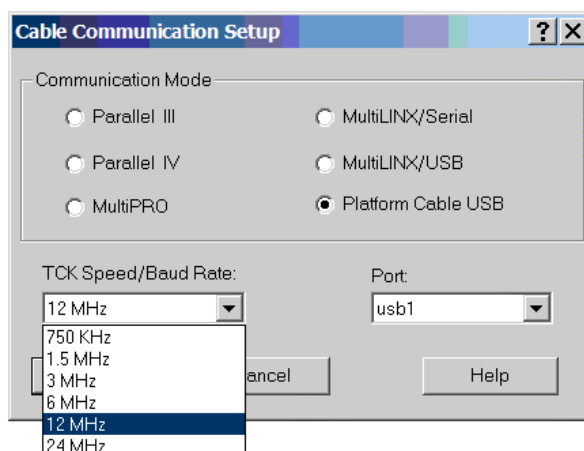 Cable Communication Setup
Communication Mode
Parallel III
MultiLINX/Serial
Parallel IV
MultiLINX/USB
MultiPRO
Platform Cable USB
TCK Speed/Baud Rate:
Port:
12 MHz
usb1
750 KHz
1.5 MHz
3 MHz
ancel
Help
6 MHz
12 MHz
24 MHz